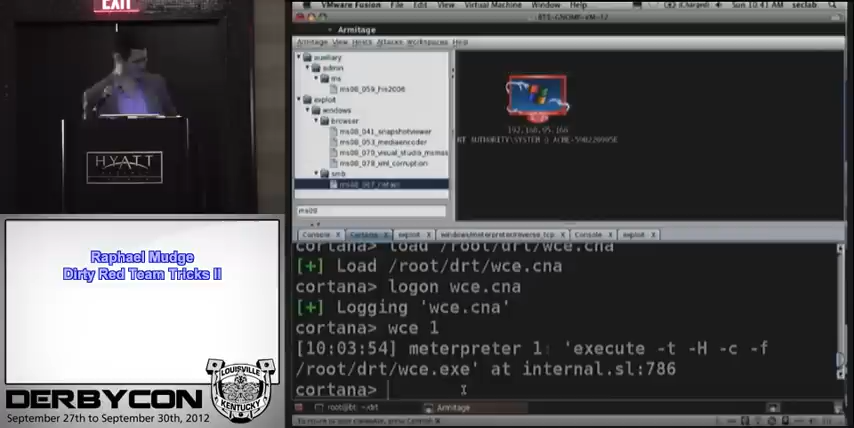 EXIT
HYATT
Raphael Mudge
Dirty Red Team Tricks II
LOUISVILLE
KENTUCKY
DERBYCON
September 27th to September 30th, 2012
VMware Fusion File Edit View Virtual Machine Window Help
Sun 10:41 AM seclab
BT5-GNOME-VM-32
Armitage
Armitage View Hosts Attacks Workspaces Help
auxiliary
admin
ms
ms08_059_his2006
exploit
windows
browser
ms08_041_snapshotviewer
ms08_053_mediaencoder
ms08_070_visual_studio_msmas
ms08_078_xml_corruption
smb
ms08_067_netapi
ms08
192.168.95.166
NT AUTHORITY\SYSTEM @
Console X Cortana X exploit X windows/meterpreter/reverse_tcp X Console X exploit X
cortana> load /root/drt/wce.cna
[+] Load /root/drt/wce.cna
cortana> logon wce.cna
[+] Logging 'wce.cna'
cortana> wce 1
[10:03:54] meterpreter 1: 'execute -t -H -c -f
/root/drt/wce.exe' at internal.sl:786
cortana>
Armitage